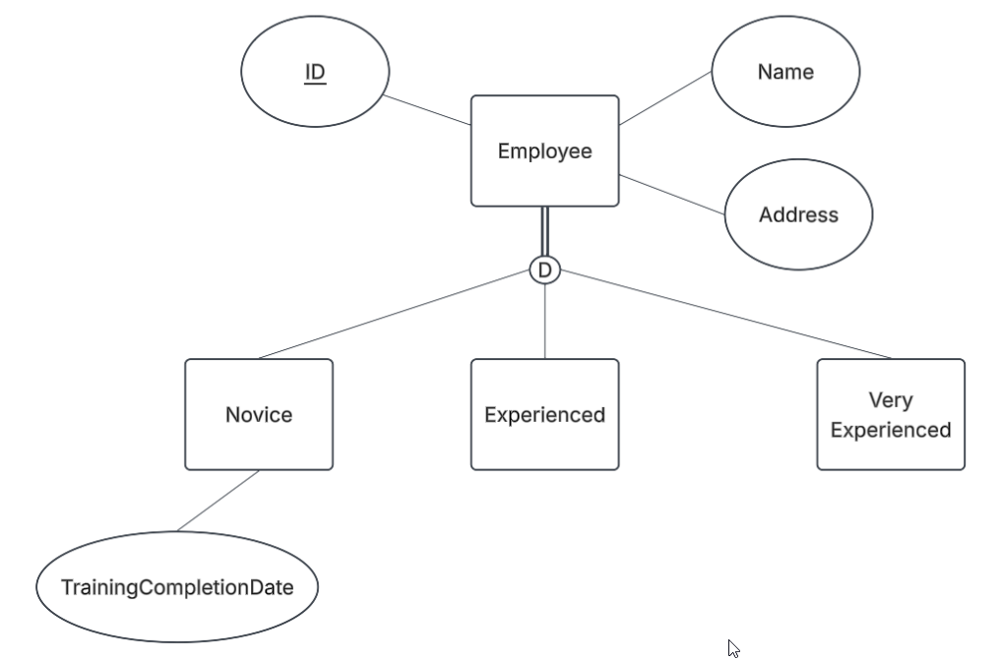 ID
Name
Employee
Address
D
Novice
Experienced
Very
Experienced
TrainingCompletionDate